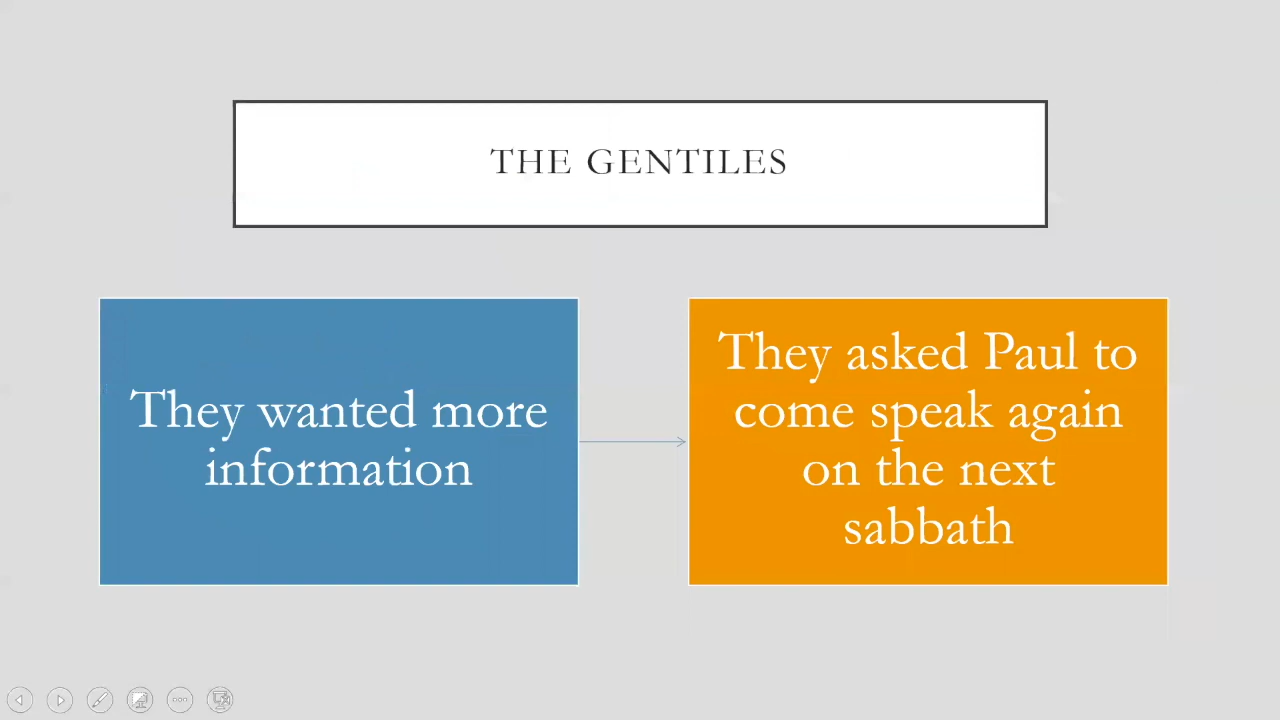 THE GENTILES
They wanted more
information
They asked Paul to
come speak again
on the next
sabbath